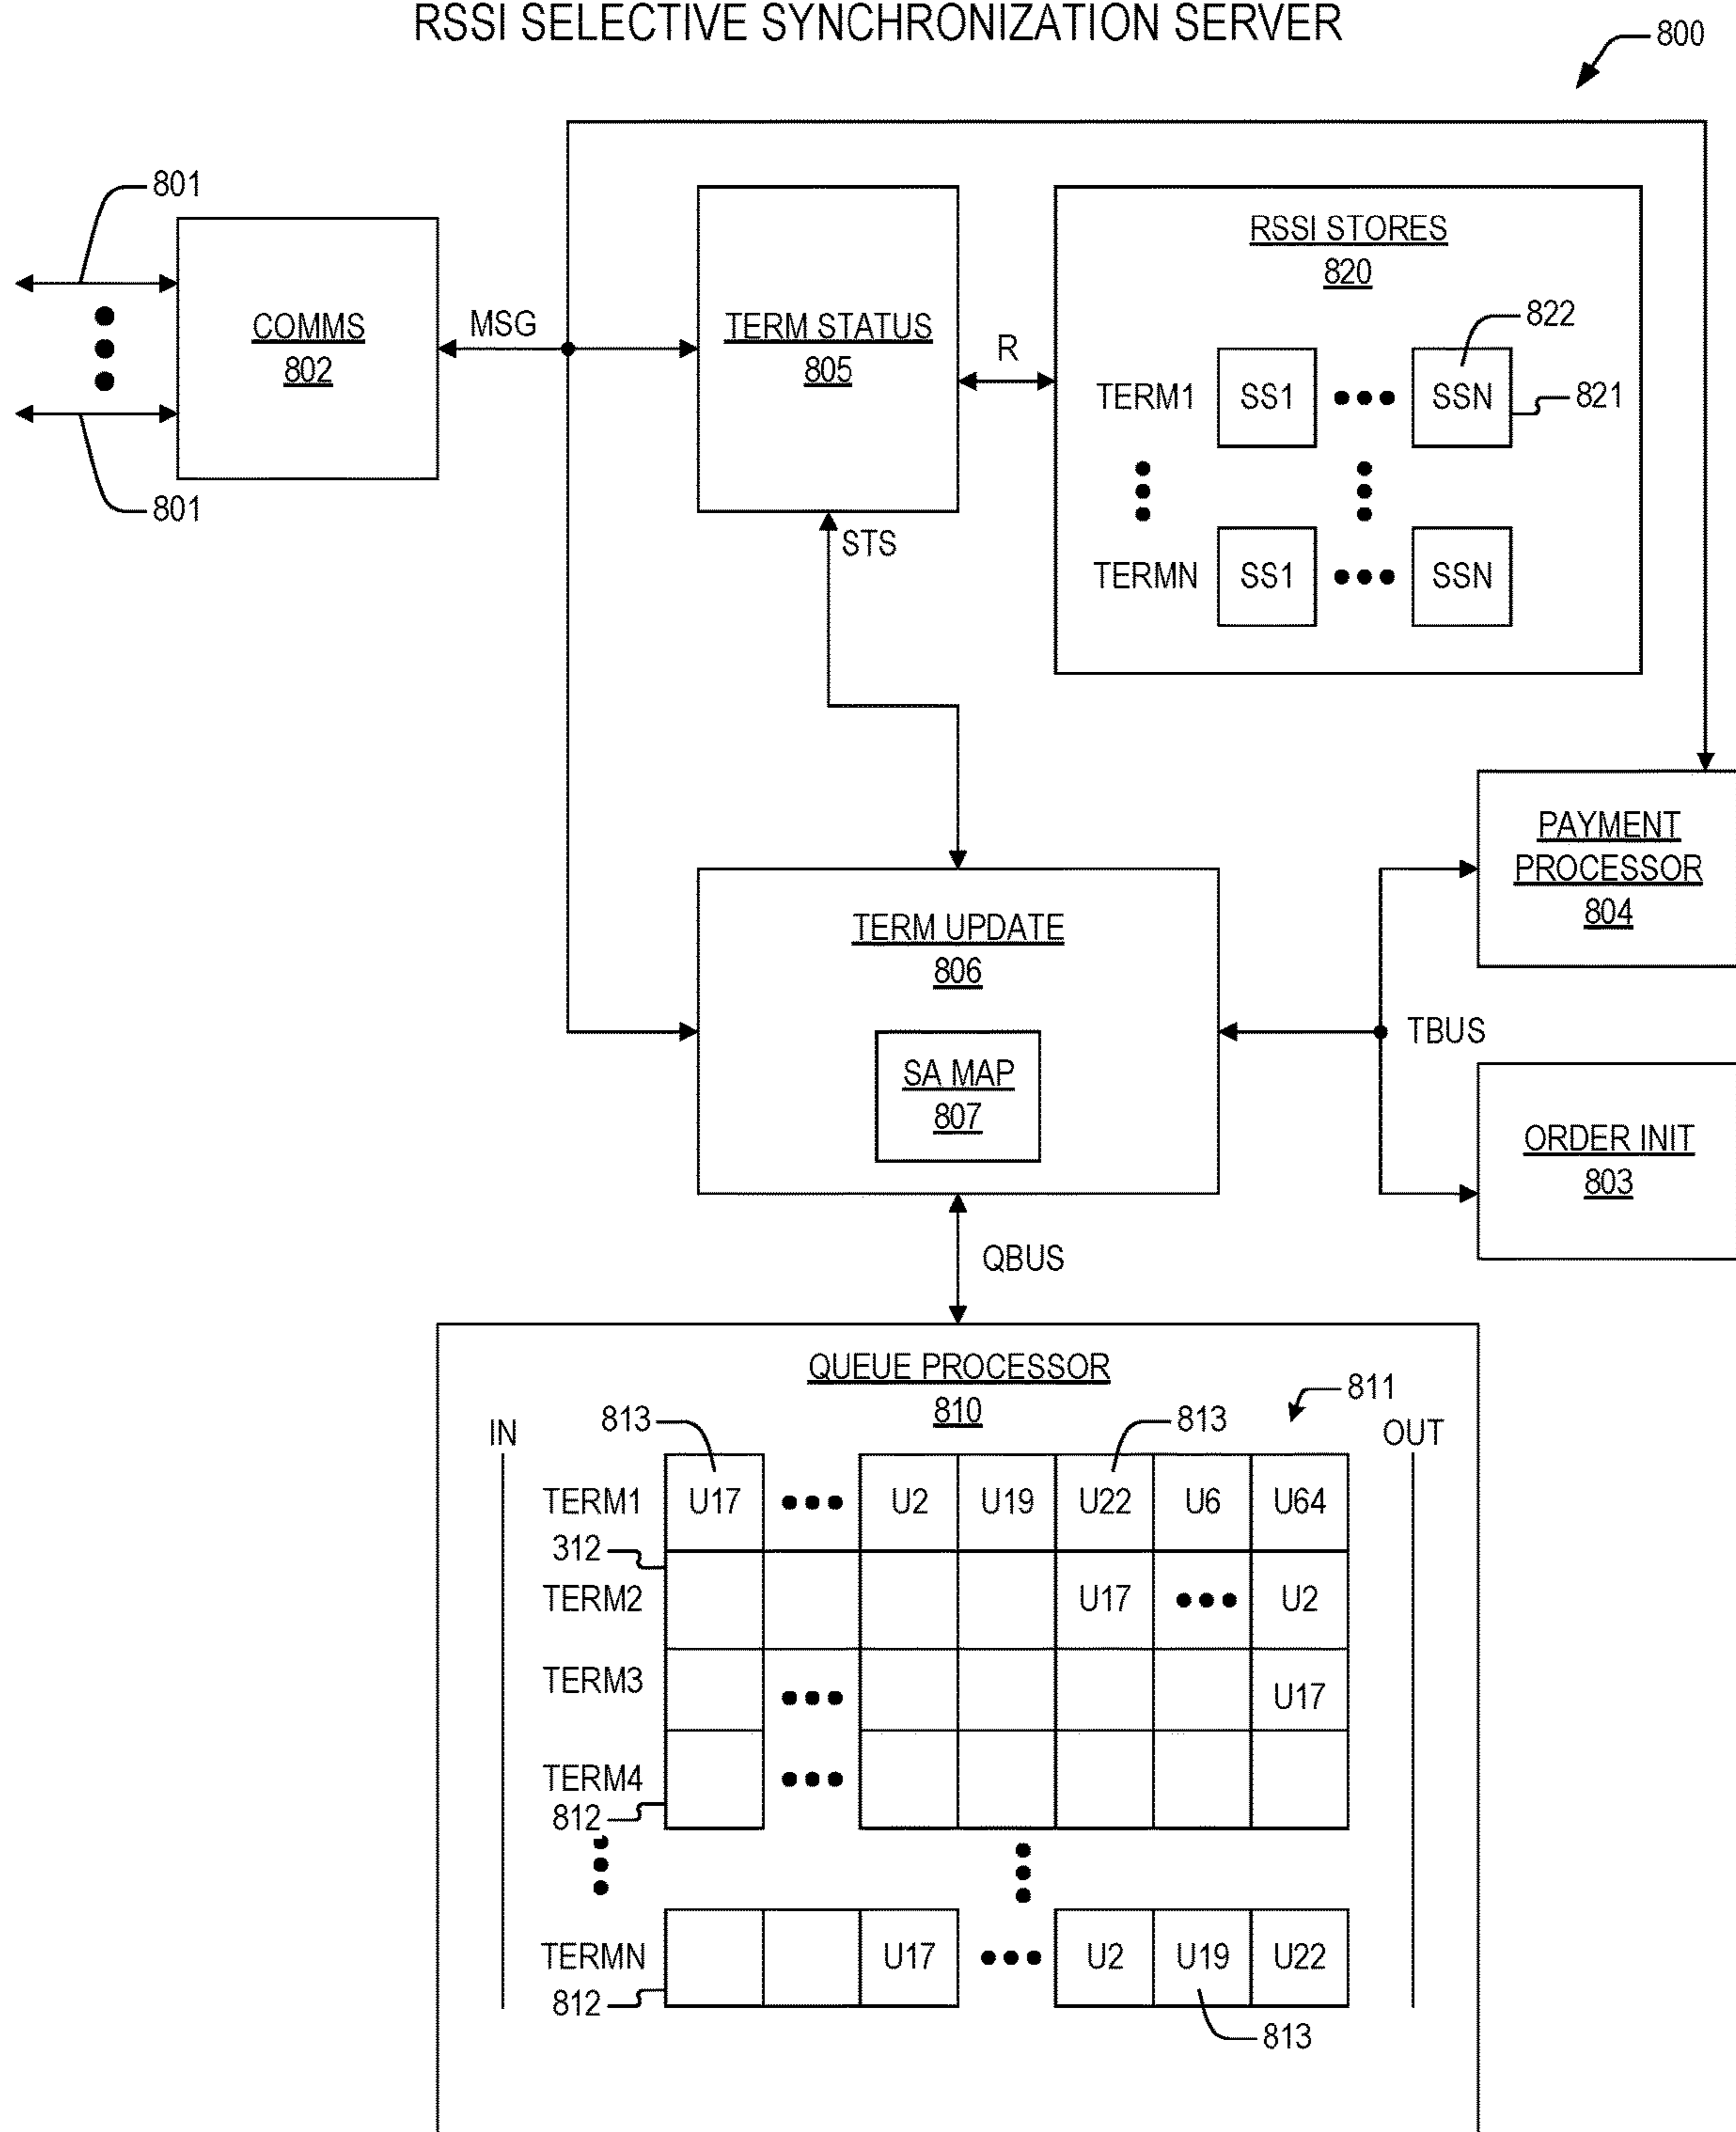 RSSI SELECTIVE SYNCHRONIZATION SERVER
800
801
801
COMMS
802
MSG
TERM STATUS
805
R
RSSI STORES
820
822
821
TERM1 SS1 SSN
TERMN SS1 SSN
STS
PAYMENT
PROCESSOR
804
TERM UPDATE
806
SA MAP
807
TBUS
ORDER INIT
803
QBUS
QUEUE PROCESSOR
810
811
813
813
IN
OUT
TERM1 U17 U2 U19 U22 U6 U64
312
TERM2 U17 U2
TERM3 U17
TERM4
812
TERMN U17 U2 U19 U22
812
813